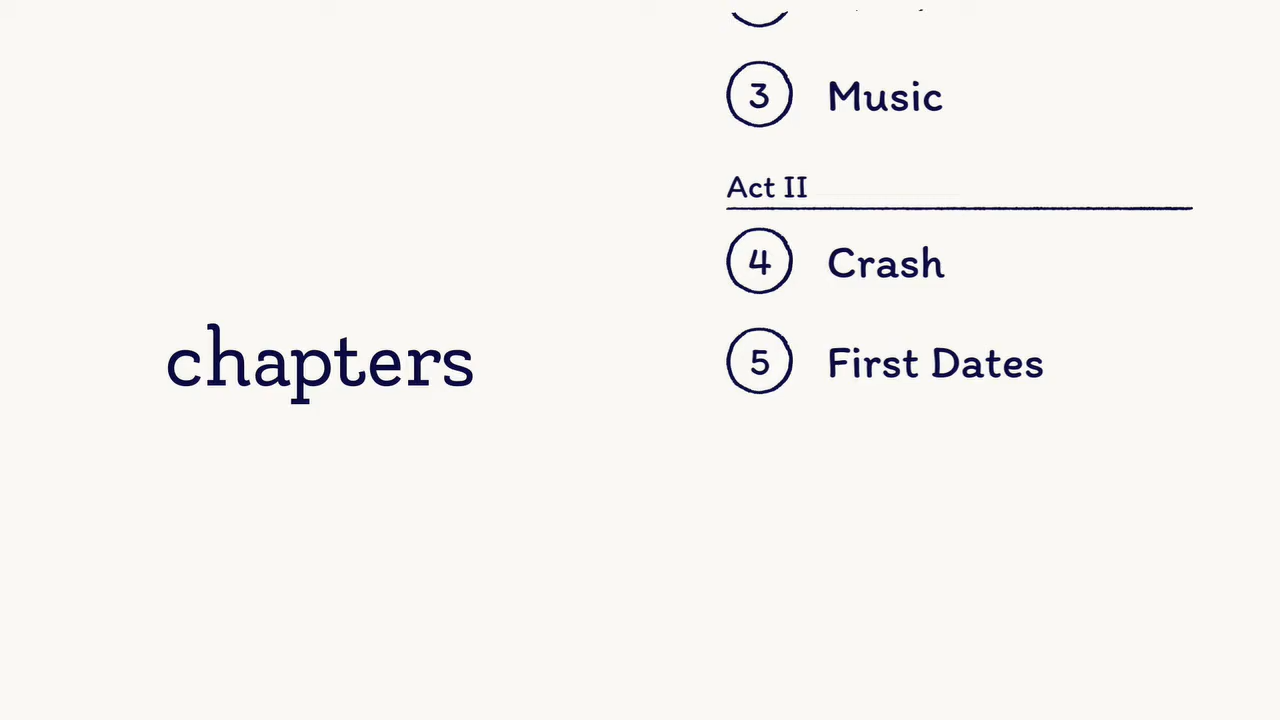 chapters
3 Music
Act II
4 Crash
5 First Dates